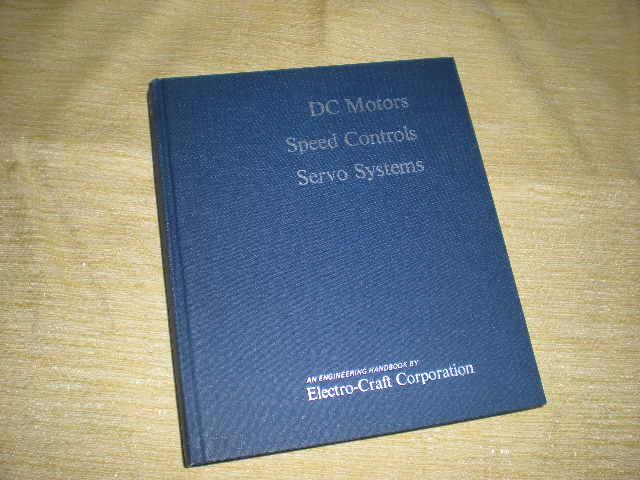 DC Motors
Speed Controls
Servo Systems
AN ENGINEERING HANDBOOK BY
Electro-Craft Corporation